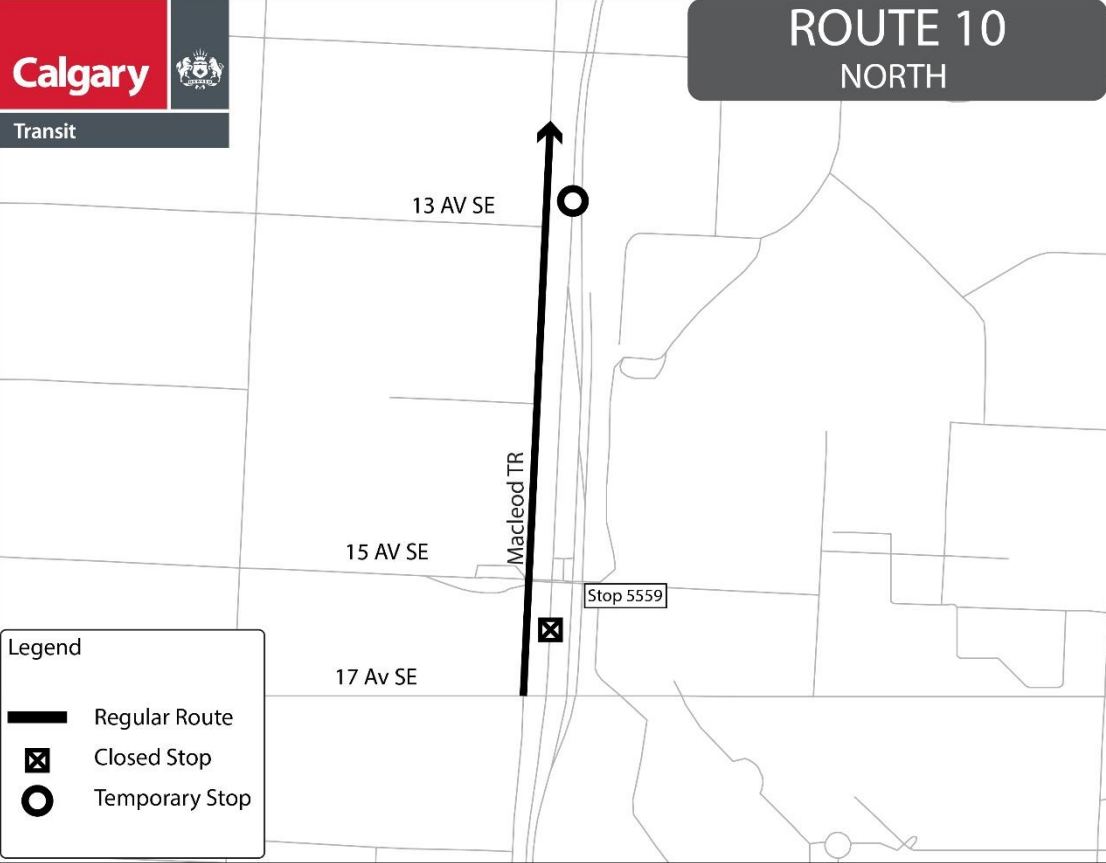 Calgary
Transit
ROUTE 10
NORTH
13 AV SE
Macleod TR
15 AV SE
Stop 5559
17 Av SE
Legend
Regular Route
Closed Stop
Temporary Stop